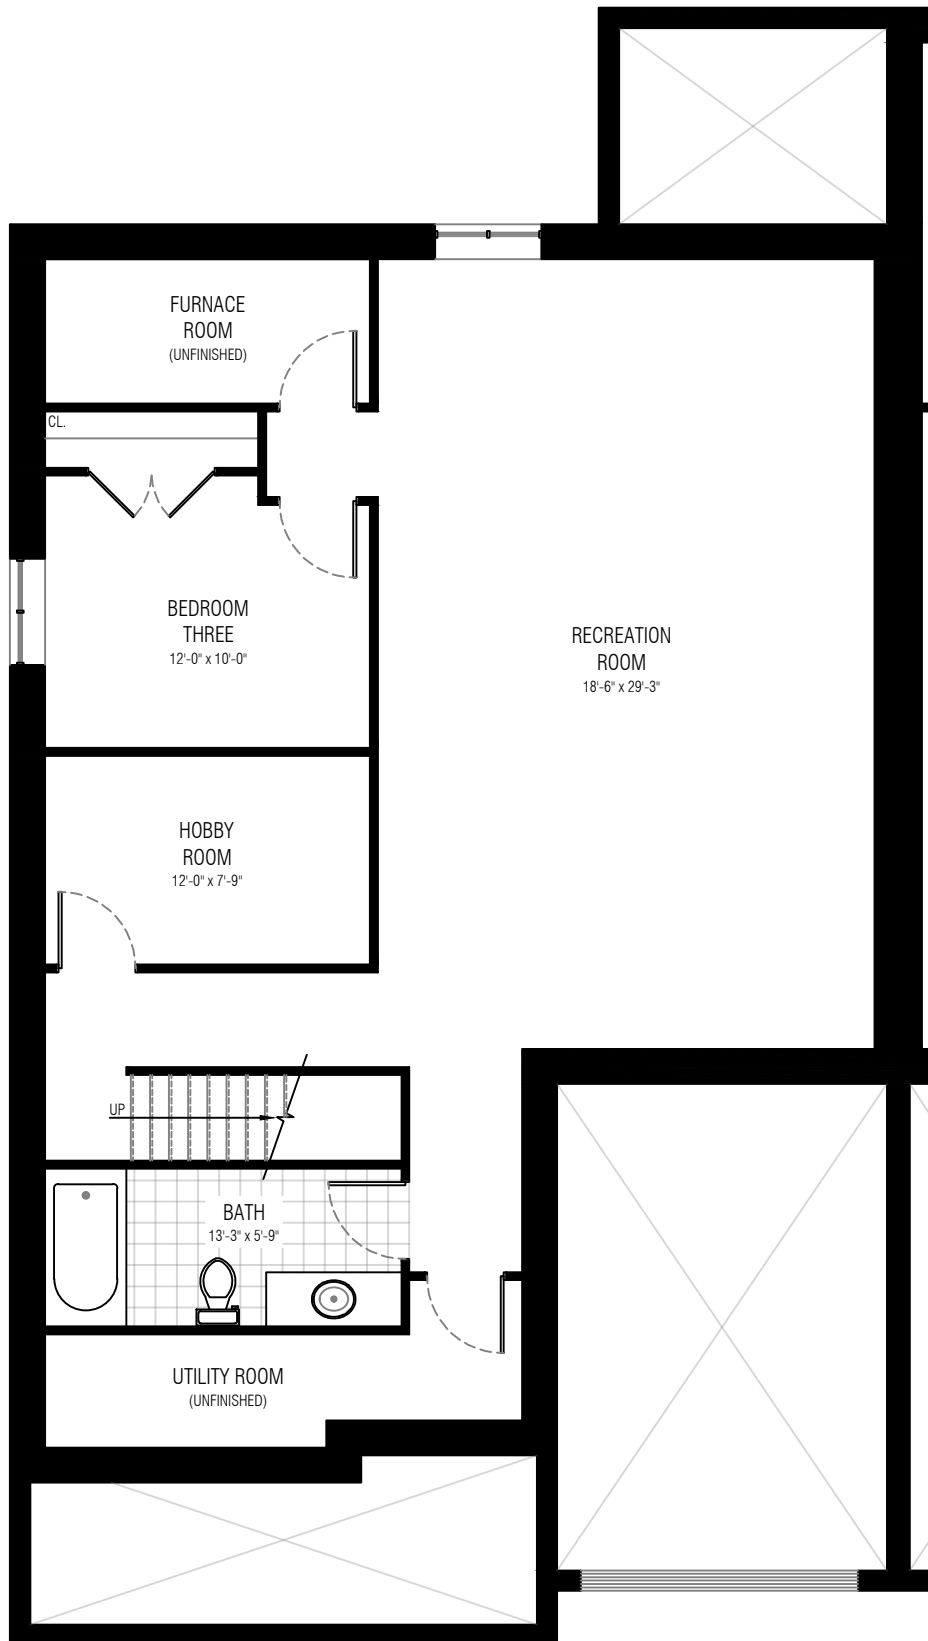 FURNACE
ROOM
(UNFINISHED)
CL.
BEDROOM
THREE
12'-0" x 10'-0"
RECREATION
ROOM
18'-6" x 29'-3"
HOBBY
ROOM
12'-0" x 7'-9"
UP
BATH
13'-3" x 5'-9"
UTILITY ROOM
(UNFINISHED)